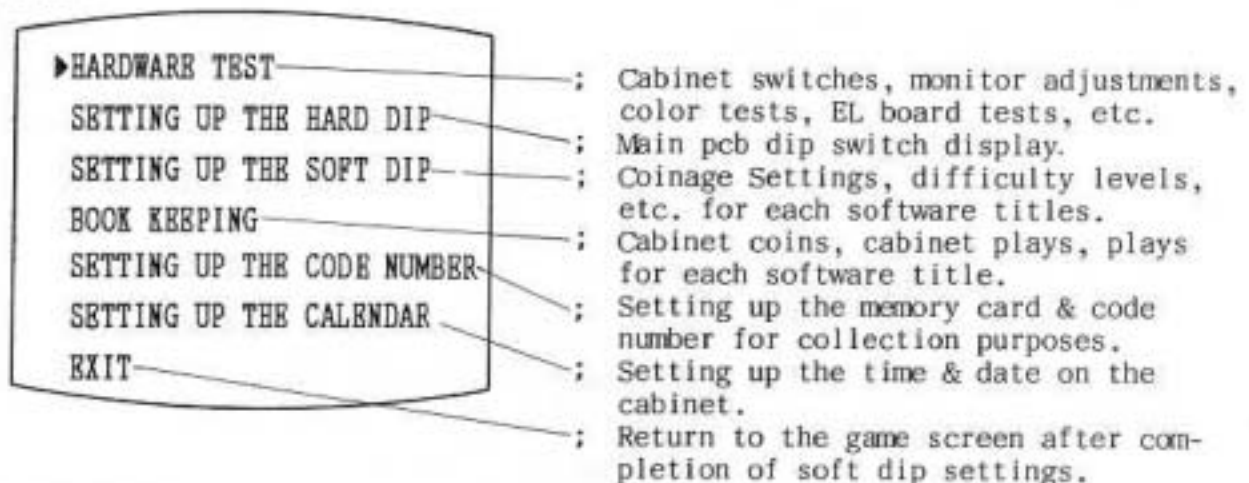 ▶HARDWARE TEST
SETTING UP THE HARD DIP
SETTING UP THE SOFT DIP
BOOK KEEPING
SETTING UP THE CODE NUMBER
SETTING UP THE CALENDAR
EXIT
; Cabinet switches, monitor adjustments,
color tests, EL board tests, etc.
; Main pcb dip switch display.
; Coinage Settings, difficulty levels,
etc. for each software titles.
; Cabinet coins, cabinet plays, plays
for each software title.
; Setting up the memory card & code
number for collection purposes.
; Setting up the time & date on the
cabinet.
; Return to the game screen after com-
pletion of soft dip settings.